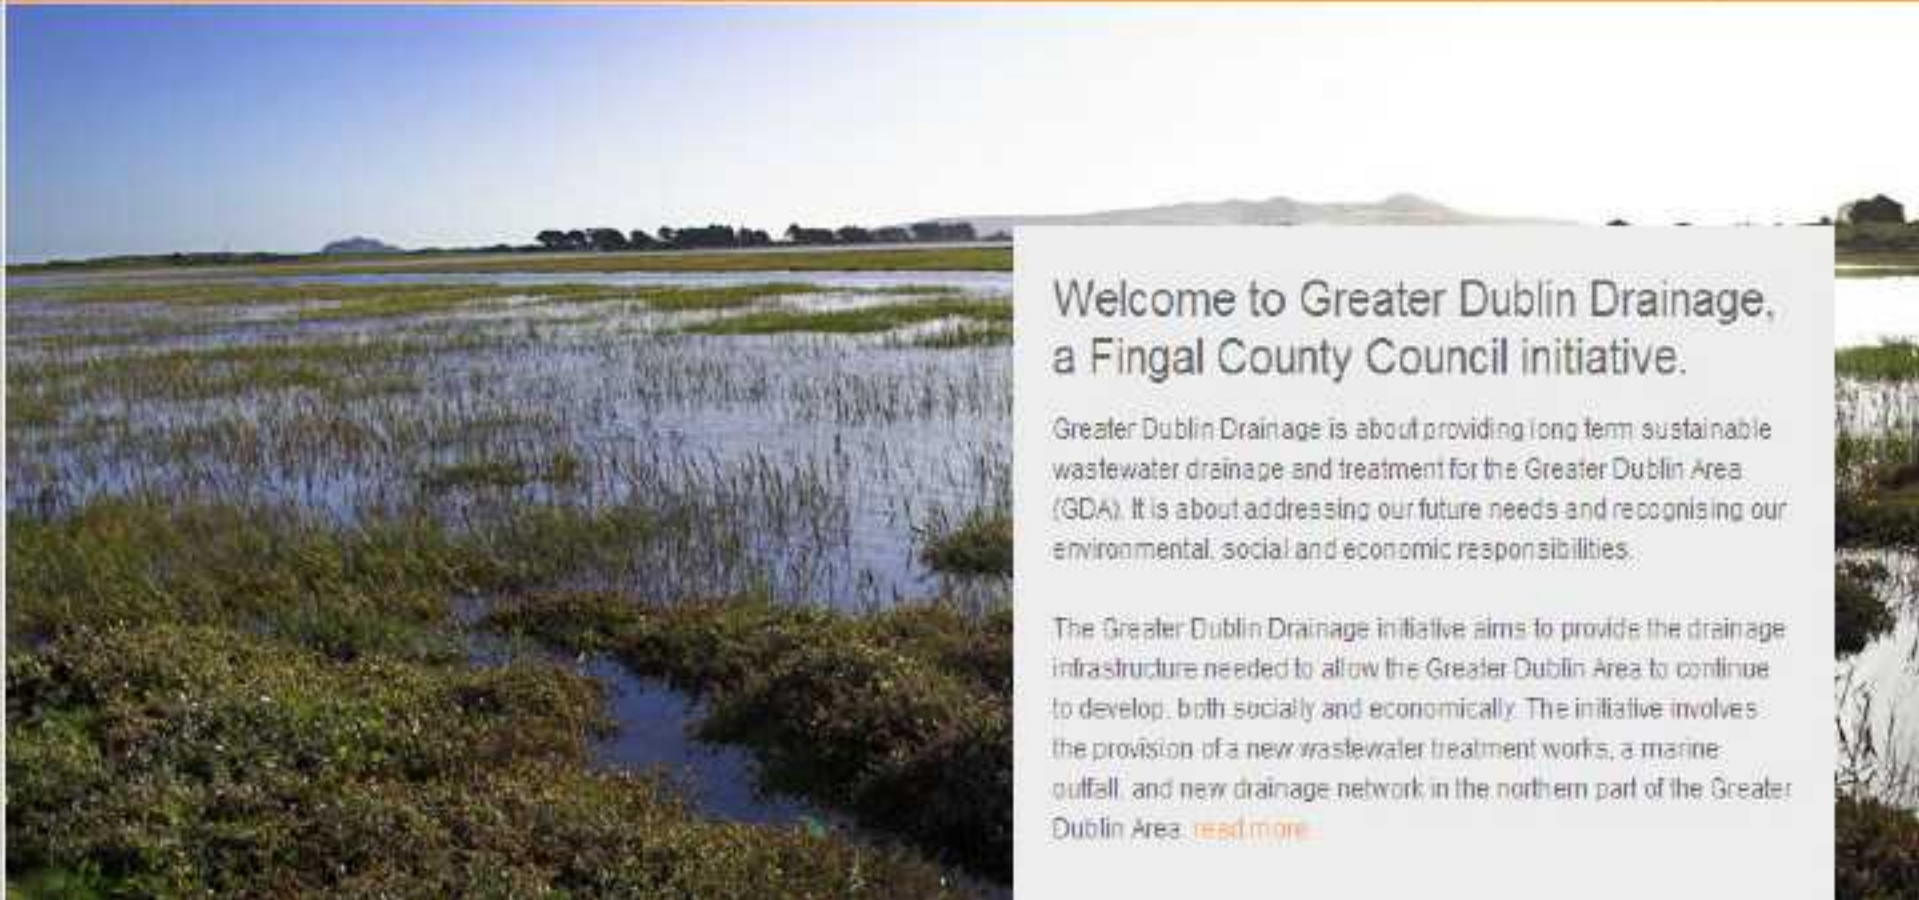 Welcome to Greater Dublin Drainage,
a Fingal County Council initiative.
Greater Dublin Drainage is about providing long term sustainable
wastewater drainage and treatment for the Greater Dublin Area
(GDA). It is about addressing our future needs and recognising our
environmental, social and economic responsibilities.
The Greater Dublin Drainage initiative aims to provide the drainage
infrastructure needed to allow the Greater Dublin Area to continue
to develop, both socially and economically. The initiative involves
the provision of a new wastewater treatment works, a marine
outfall, and new drainage network in the northern part of the Greater
Dublin Area. read more